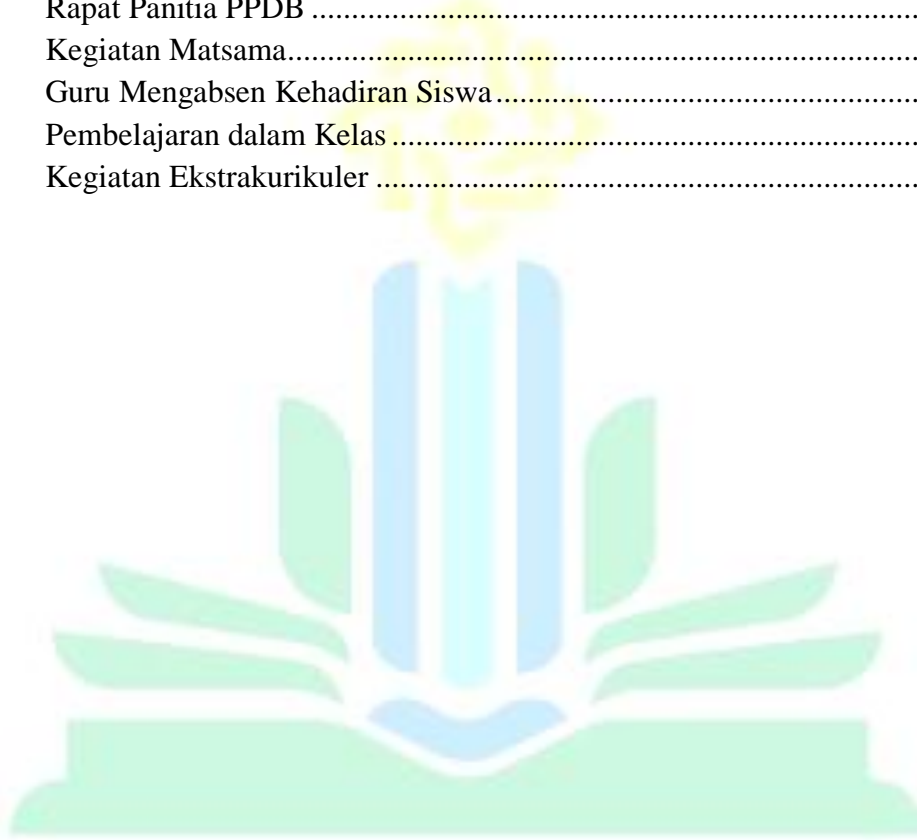 Rapat Panitia PPDB ..........................................................................
Kegiatan Matsama.............................................................................
Guru Mengabsen Kehadiran Siswa....................................................
Pembelajaran dalam Kelas .................................................................
Kegiatan Ekstrakurikuler ...................................................................